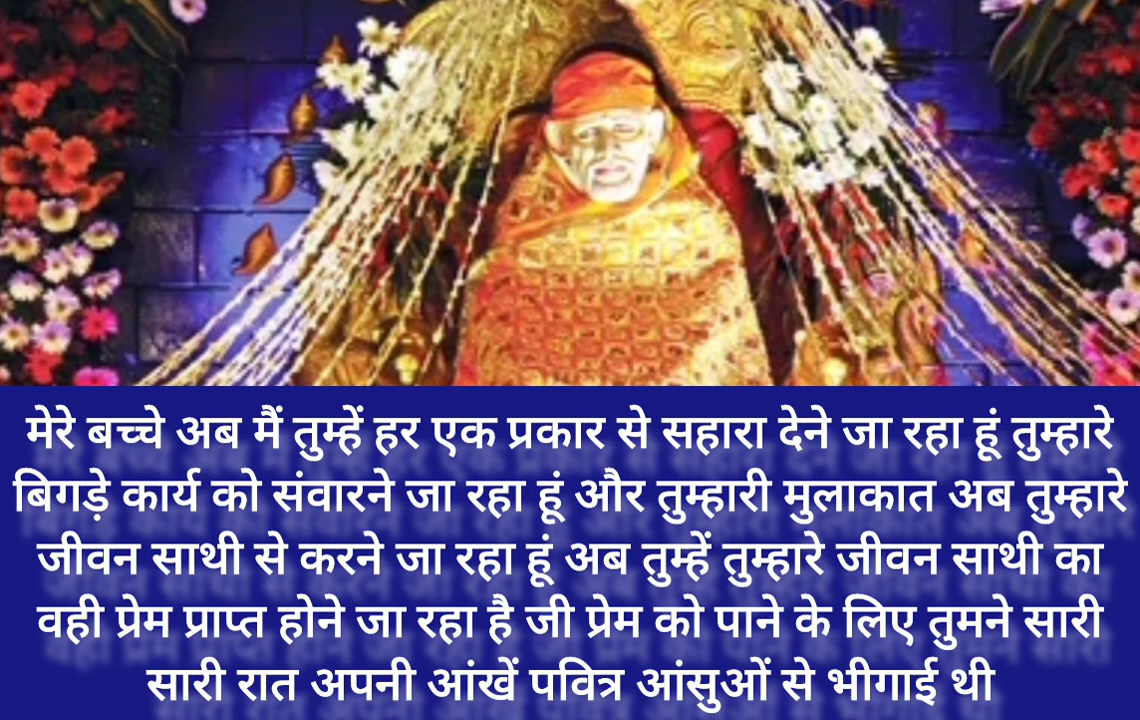 मेरे बच्चे अब मैं तुम्हें हर एक प्रकार से सहारा देने जा रहा हूं तुम्हारे
बिगड़े कार्य को संवारने जा रहा हूं और तुम्हारी मुलाकात अब तुम्हारे
जीवन साथी से करने जा रहा हूं अब तुम्हें तुम्हारे जीवन साथी का
वही प्रेम प्राप्त होने जा रहा है जी प्रेम को पाने के लिए तुमने सारी
सारी रात अपनी आंखें पवित्र आंसुओं से भीगाई थी